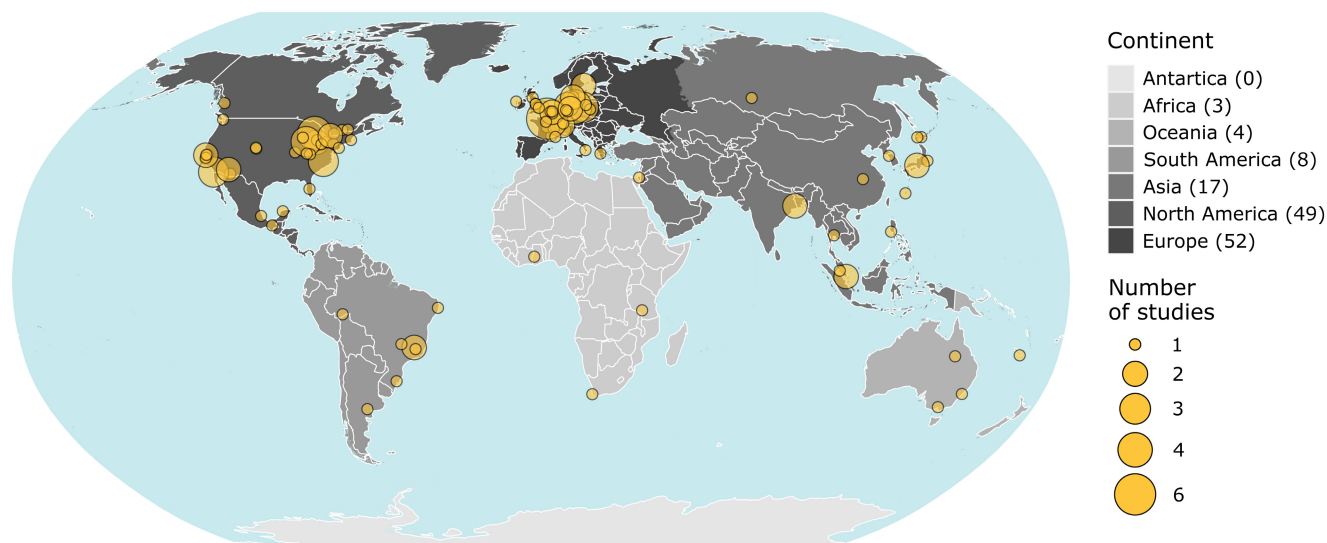 Continent
Antartica (0)
Africa (3)
Oceania (4)
South America (8)
Asia (17)
North America (49)
Europe (52)
Number
of studies
1
2
3
4
6